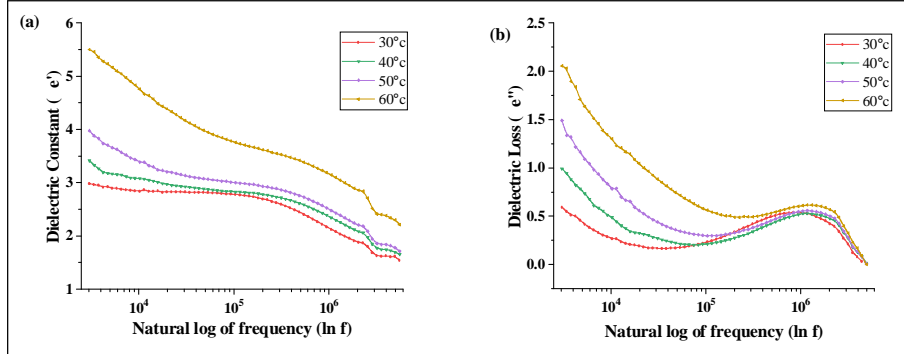 (a)
6
5
4
3
2
1
Dielectric Constant ( e')
30°c
40°c
50°c
60°c
10⁴
10⁵
10⁶
Natural log of frequency (ln f)
(b)
2.5
2.0
1.5
1.0
0.5
0.0
Dielectric Loss ( e'')
30°c
40°c
50°c
60°c
10⁴
10⁵
10⁶
Natural log of frequency (ln f)